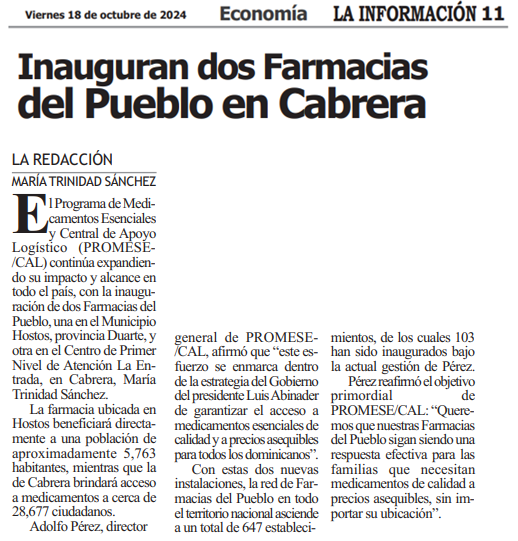 Viernes 18 de octubre de 2024 Economía LA INFORMACIÓN 11
Inauguran dos Farmacias
del Pueblo en Cabrera
LA REDACCIÓN
MARÍA TRINIDAD SÁNCHEZ
El Programa de Medi-
camentos Esenciales
y Central de Apoyo
Logístico (PROMESE-
/CAL) continúa expandien-
do su impacto y alcance en
todo el país, con la inaugu-
ración de dos Farmacias del
Pueblo, una en el Municipio
Hostos, provincia Duarte, y
otra en el Centro de Primer
Nivel de Atención La En-
trada, en Cabrera, María
Trinidad Sánchez.
La farmacia ubicada en
Hostos beneficiará directa-
mente a una población de
aproximadamente 5,763
habitantes, mientras que la
de Cabrera brindará acceso
a medicamentos a cerca de
28,677 ciudadanos.
Adolfo Pérez, director
general de PROMESE-
/CAL, afirmó que “este es-
fuerzo se enmarca dentro
de la estrategia del Gobierno
del presidente Luis Abinader
de garantizar el acceso a
medicamentos esenciales de
calidad y a precios asequibles
para todos los dominicanos”.
Con estas dos nuevas
instalaciones, la red de Far-
macias del Pueblo en todo
el territorio nacional asciende
a un total de 647 estableci-
mientos, de los cuales 103
han sido inaugurados bajo
la actual gestión de Pérez.
Pérez reafirmó el objetivo
primordial de
PROMESE/CAL: “Quere-
mos que nuestras Farmacias
del Pueblo sigan siendo una
respuesta efectiva para las
familias que necesitan
medicamentos de calidad a
precios asequibles, sin im-
portar su ubicación”.